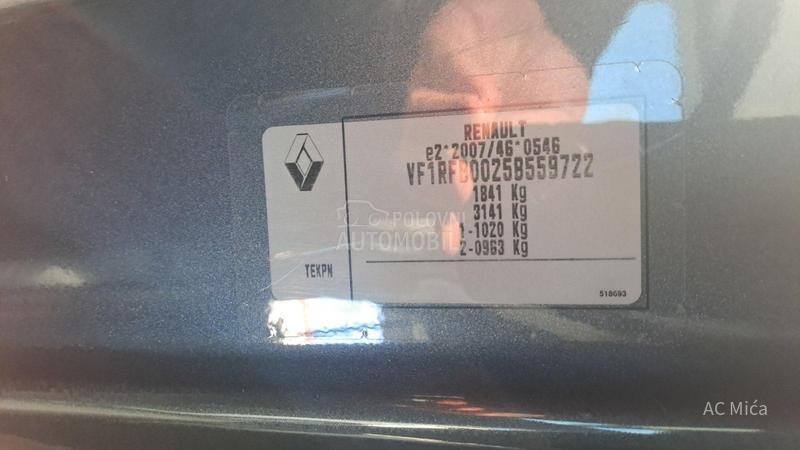 RENAULT
e2*2007/46*0546
VF1RFB00258559722
1841 Kg
3141 Kg
1-1020 Kg
2-0963 Kg
TEKPN
518693
POLOVNI
AUTOMOBILI
AC Mića